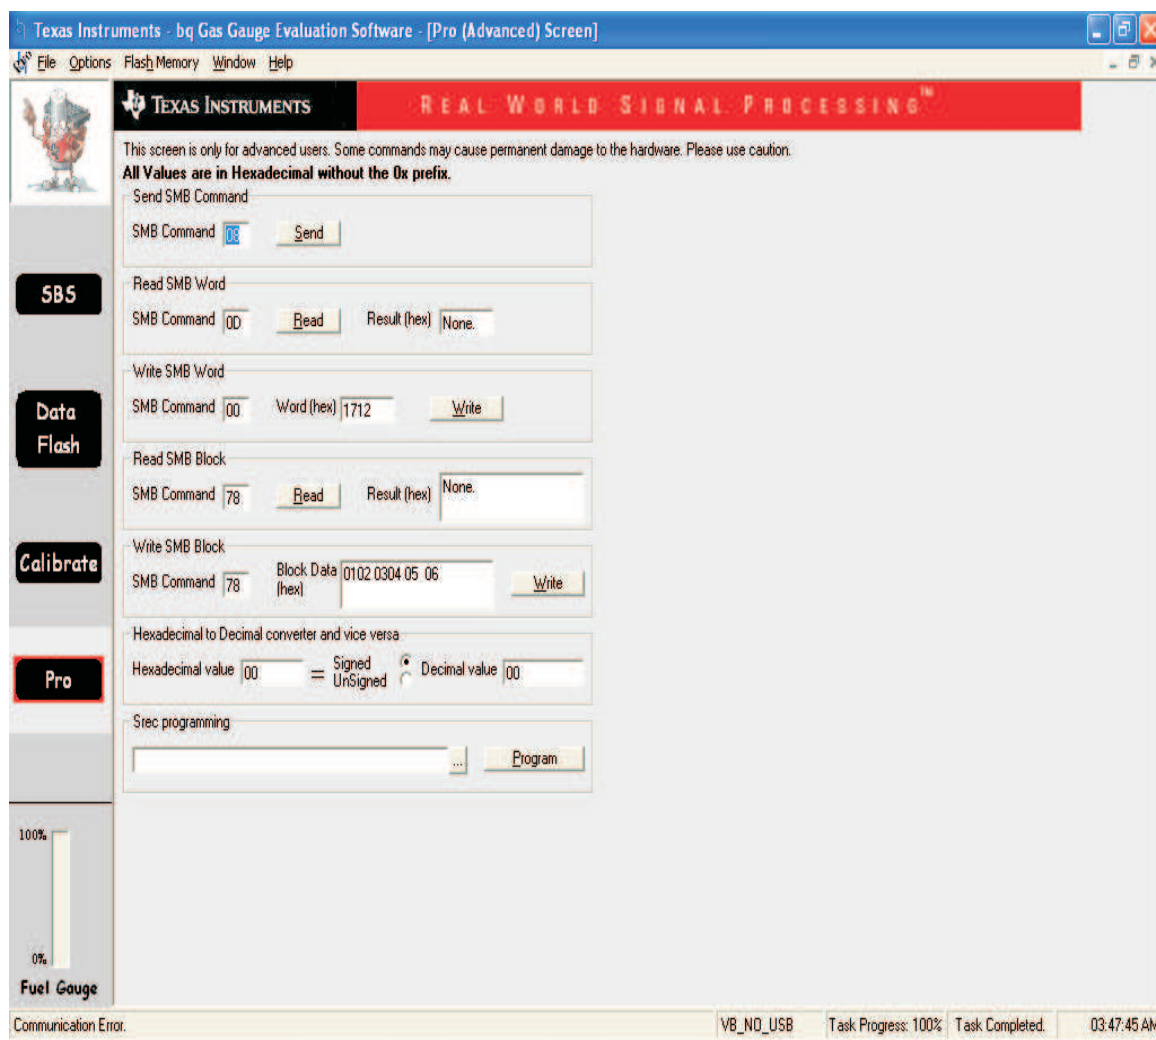 Texas Instruments - bq Gas Gauge Evaluation Software - [Pro (Advanced) Screen]
File Options Flash Memory Window Help
TEXAS INSTRUMENTS REAL WORLD SIGNAL PROCESSING™
This screen is only for advanced users. Some commands may cause permanent damage to the hardware. Please use caution.
All Values are in Hexadecimal without the 0x prefix.
Send SMB Command
SMB Command 08 Send
SBS
Read SMB Word
SMB Command 0D Read Result (hex) None.
Write SMB Word
SMB Command 00 Word (hex) 1712 Write
Data
Flash
Read SMB Block
SMB Command 78 Read Result (hex) None.
Calibrate
Write SMB Block
SMB Command 78 Block Data (hex) 0102 0304 05 06 Write
Hexadecimal to Decimal converter and vice versa
Hexadecimal value 00 = Signed Decimal value 00
UnSigned
Pro
Srec programming
... Program
100%
0%
Fuel Gauge
Communication Error. VB_NO_USB Task Progress: 100% Task Completed. 03:47:45 AM